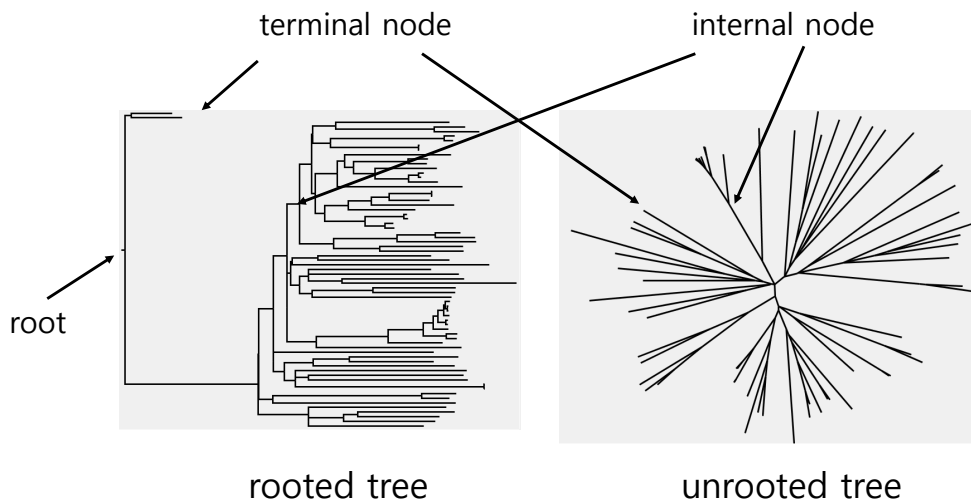 terminal node
internal node
root
rooted tree
unrooted tree